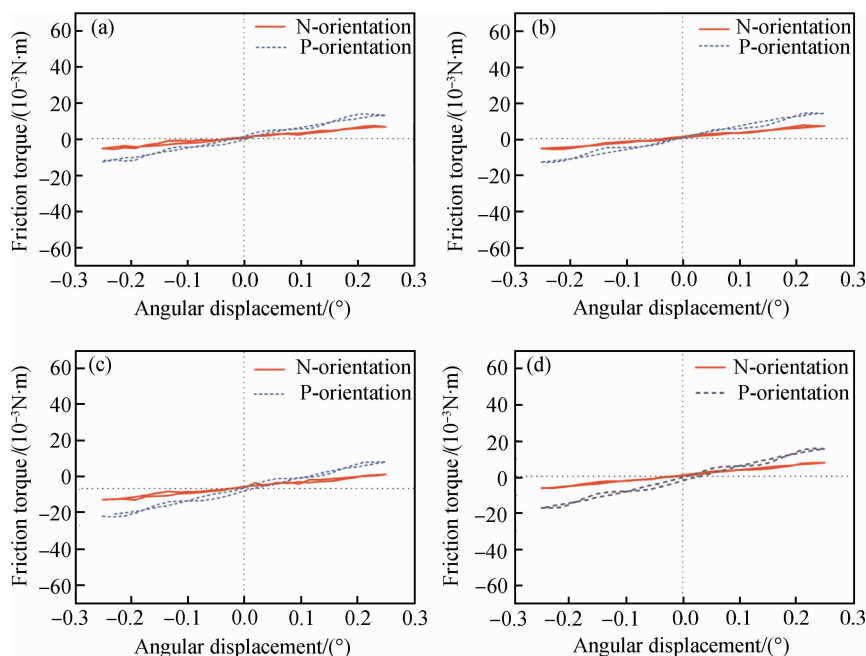 (a)
N-orientation
P-orientation
60
40
20
0
−20
−40
−60
−0.3 −0.2 −0.1 0.0 0.1 0.2 0.3
Friction torque/(10⁻³N·m)
Angular displacement/(°)
(b)
N-orientation
P-orientation
60
40
20
0
−20
−40
−60
−0.3 −0.2 −0.1 0.0 0.1 0.2 0.3
Friction torque/(10⁻³N·m)
Angular displacement/(°)
(c)
N-orientation
P-orientation
60
40
20
0
−20
−40
−60
−0.3 −0.2 −0.1 0.0 0.1 0.2 0.3
Friction torque/(10⁻³N·m)
Angular displacement/(°)
(d)
N-orientation
P-orientation
60
40
20
0
−20
−40
−60
−0.3 −0.2 −0.1 0.0 0.1 0.2 0.3
Friction torque/(10⁻³N·m)
Angular displacement/(°)